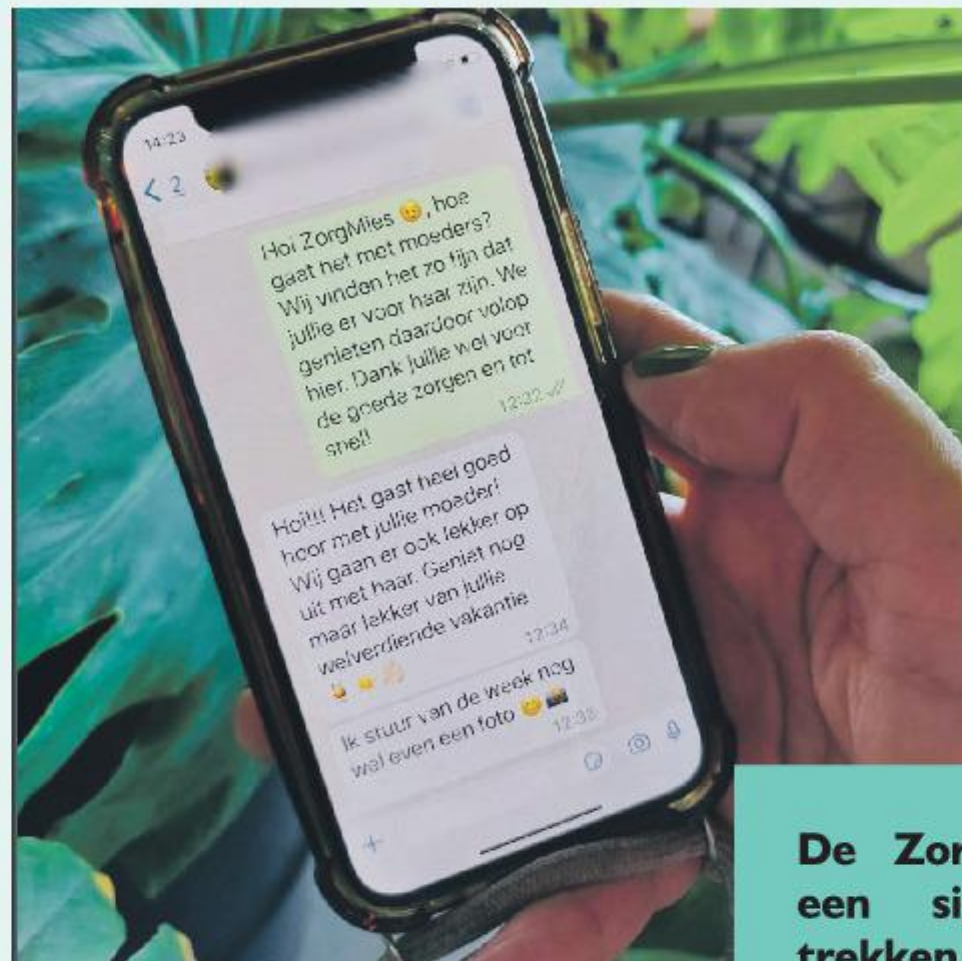 14:23
2
Hoi ZorgMies 😉, hoe
gaat het met moeders?
Wij vinden het zo fijn dat
jullie er voor haar zijn. We
genieten daardoor volop
hier. Dank jullie wel voor
de goede zorgen en tot
snel!
12:32
Hoi!!! Het gaat heel goed
hoor met jullie moeder!
Wij gaan er ook lekker op
uit met haar. Geniet nog
maar lekker van jullie
welverdiende vakantie
12:34
Ik stuur van de week nog
wel even een foto 😊 📸
De Zor
een si
trekken